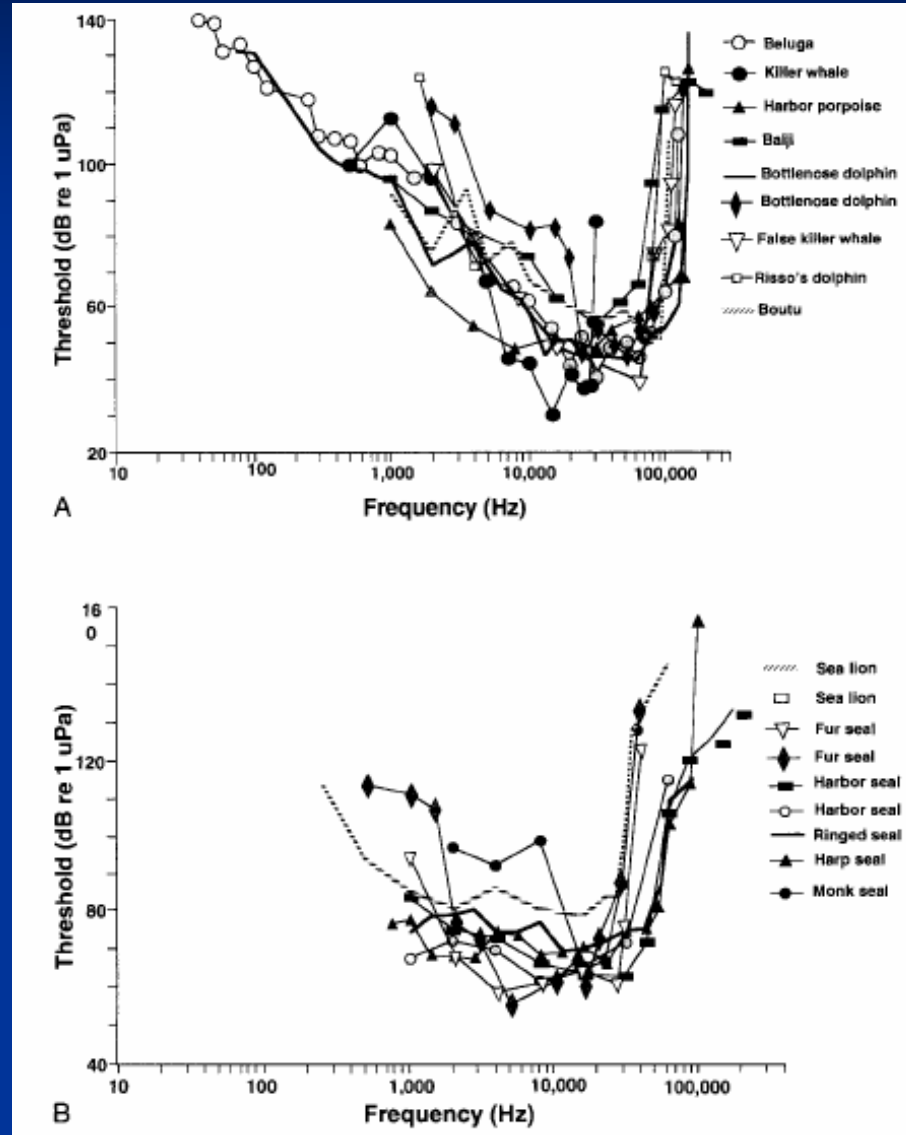 140
100
60
20
Threshold (dB re 1 uPa)
10
100
1,000
10,000
100,000
Frequency (Hz)
A
Beluga
Killer whale
Harbor porpoise
Baiji
Bottlenose dolphin
Bottlenose dolphin
False killer whale
Risso's dolphin
Boutu
16
0
120
80
40
Threshold (dB re 1 uPa)
10
100
1,000
10,000
100,000
Frequency (Hz)
B
Sea lion
Sea lion
Fur seal
Fur seal
Harbor seal
Harbor seal
Ringed seal
Harp seal
Monk seal